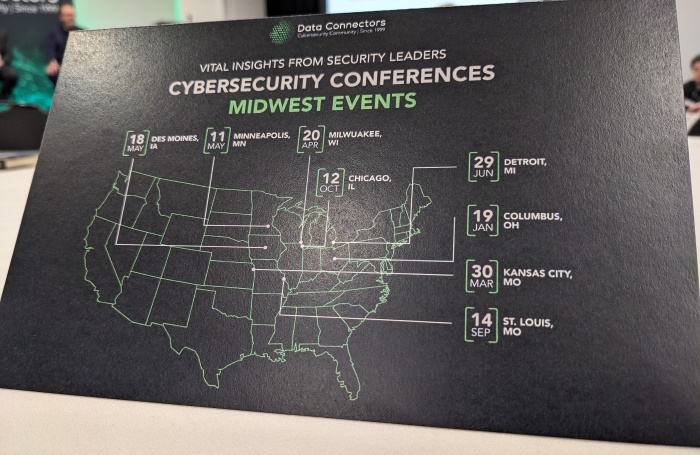 Data Connectors
Cybersecurity Community | Since 1999
VITAL INSIGHTS FROM SECURITY LEADERS
CYBERSECURITY CONFERENCES
MIDWEST EVENTS
18 MAY DES MOINES, IA
11 MAY MINNEAPOLIS, MN
20 APR MILWUAKEE, WI
12 OCT CHICAGO, IL
29 JUN DETROIT, MI
19 JAN COLUMBUS, OH
30 MAR KANSAS CITY, MO
14 SEP ST. LOUIS, MO